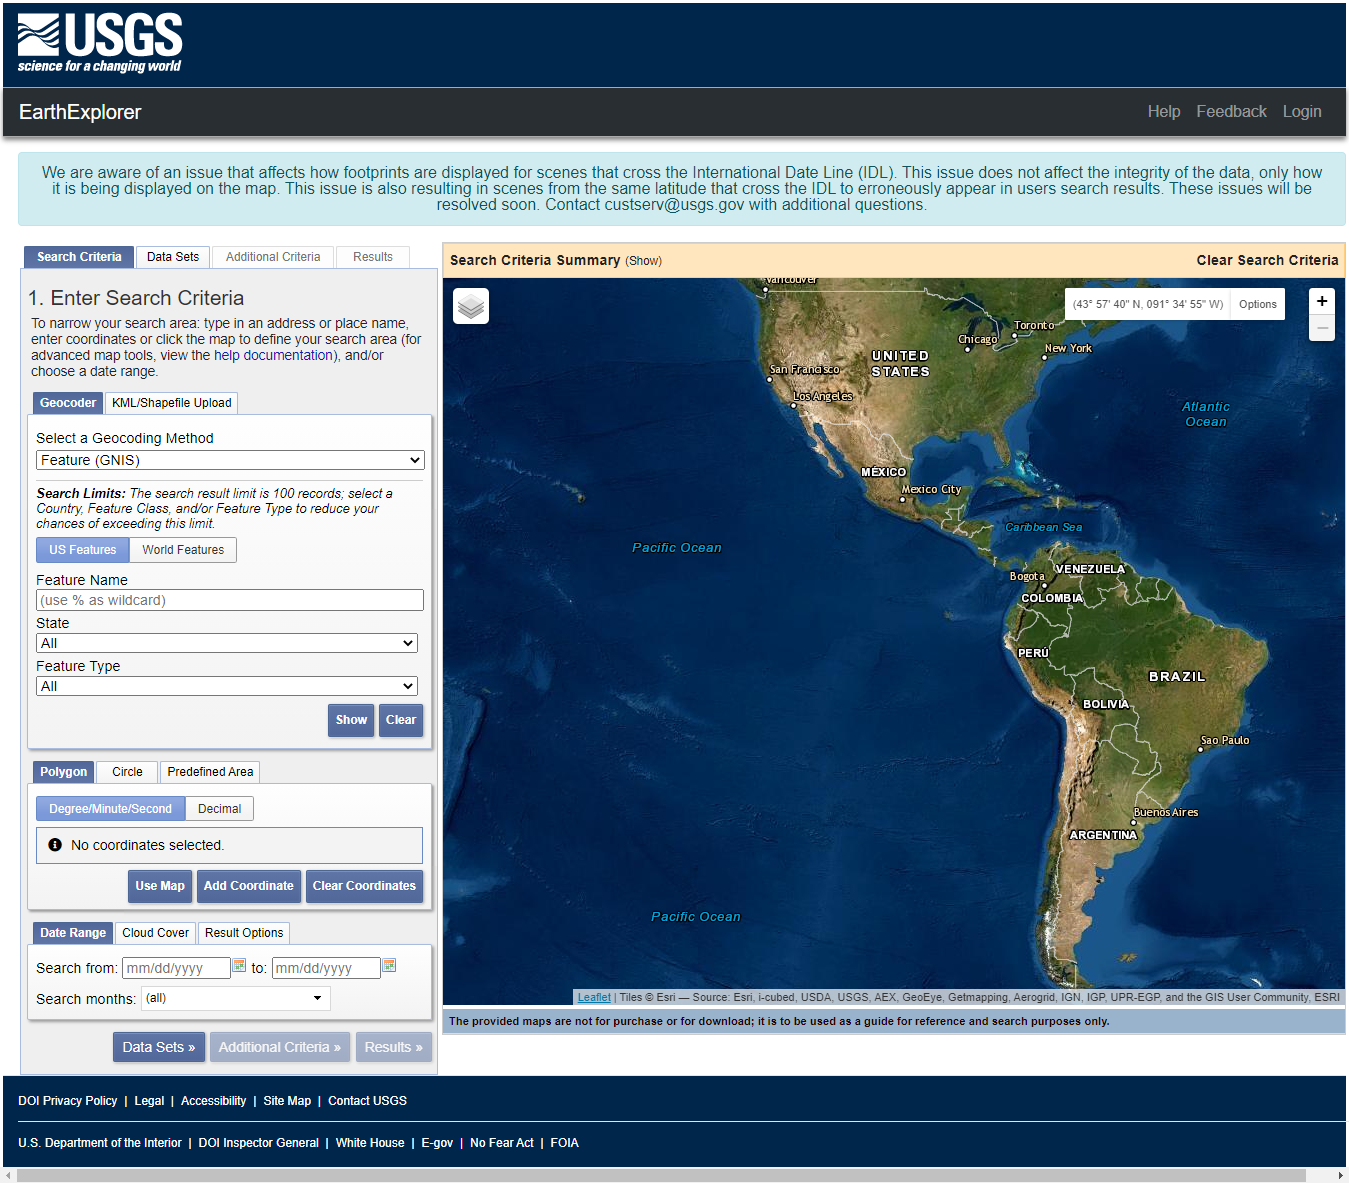 USGS
science for a changing world
EarthExplorer
Help Feedback Login
We are aware of an issue that affects how footprints are displayed for scenes that cross the International Date Line (IDL). This issue does not affect the integrity of the data, only how
it is being displayed on the map. This issue is also resulting in scenes from the same latitude that cross the IDL to erroneously appear in users search results. These issues will be
resolved soon. Contact custserv@usgs.gov with additional questions.
Search Criteria Data Sets Additional Criteria Results
1. Enter Search Criteria
To narrow your search area: type in an address or place name,
enter coordinates or click the map to define your search area (for
advanced map tools, view the help documentation), and/or
choose a date range.
Geocoder KML/Shapefile Upload
Select a Geocoding Method
Feature (GNIS)
Search Limits: The search result limit is 100 records; select a
Country, Feature Class, and/or Feature Type to reduce your
chances of exceeding this limit.
US Features World Features
Feature Name
(use % as wildcard)
State
All
Feature Type
All
Show Clear
Polygon Circle Predefined Area
Degree/Minute/Second Decimal
No coordinates selected.
Use Map Add Coordinate Clear Coordinates
Date Range Cloud Cover Result Options
Search from: mm/dd/yyyy to: mm/dd/yyyy
Search months: (all)
Data Sets » Additional Criteria » Results »
Search Criteria Summary (Show) Clear Search Criteria
Vancouver
(43° 57' 40" N, 091° 34' 55" W) Options
+
−
Toronto
Chicago
New York
UNITED
STATES
San Francisco
Los Angeles
Atlantic
Ocean
MÉXICO
Mexico City
Caribbean Sea
Pacific Ocean
VENEZUELA
Bogota
COLOMBIA
PERÚ
BRAZIL
BOLIVIA
Sao Paulo
Buenos Aires
ARGENTINA
Pacific Ocean
Leaflet | Tiles © Esri — Source: Esri, i-cubed, USDA, USGS, AEX, GeoEye, Getmapping, Aerogrid, IGN, IGP, UPR-EGP, and the GIS User Community, ESRI
The provided maps are not for purchase or for download; it is to be used as a guide for reference and search purposes only.
DOI Privacy Policy | Legal | Accessibility | Site Map | Contact USGS
U.S. Department of the Interior | DOI Inspector General | White House | E-gov | No Fear Act | FOIA